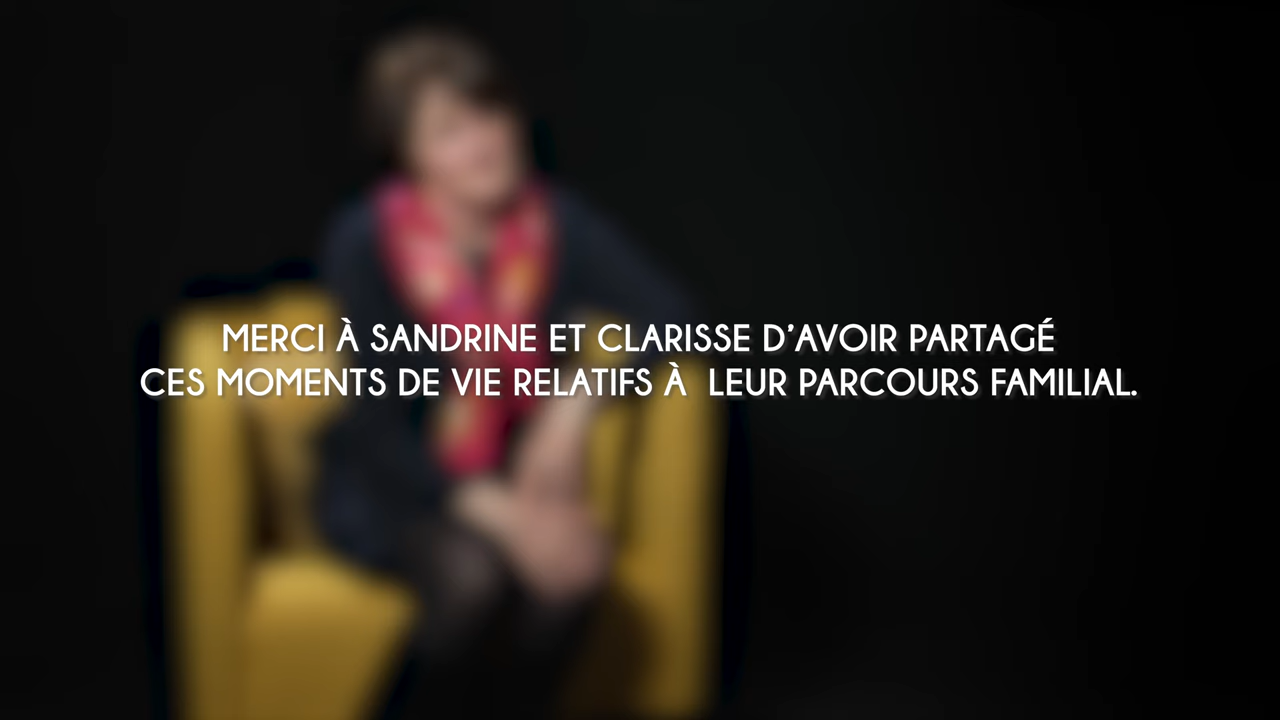 MERCI À SANDRINE ET CLARISSE D’AVOIR PARTAGÉ
CES MOMENTS DE VIE RELATIFS À  LEUR PARCOURS FAMILIAL.